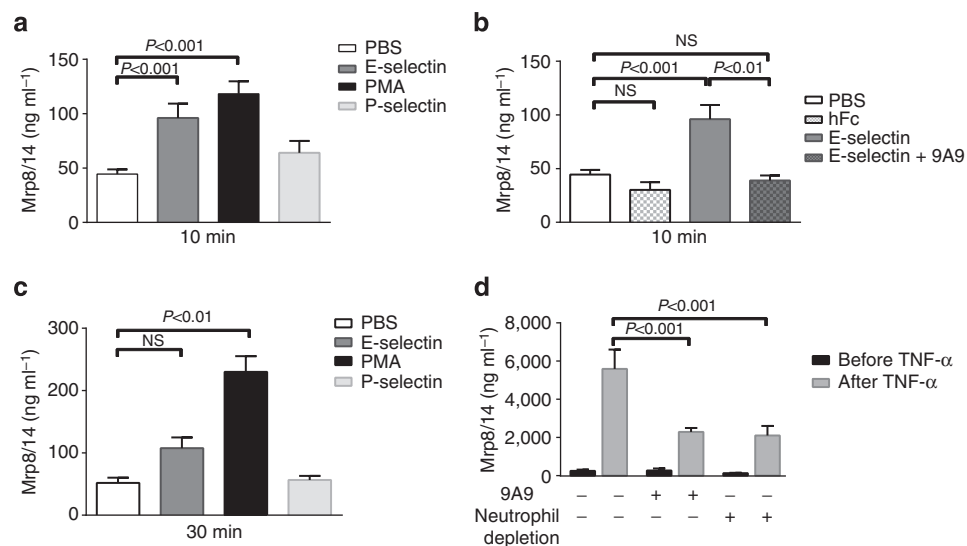 a
P<0.001
P<0.001
150
100
50
0
Mrp8/14 (ng ml−1)
10 min
PBS
E-selectin
PMA
P-selectin
b
NS
P<0.001
P<0.01
NS
150
100
50
0
Mrp8/14 (ng ml−1)
10 min
PBS
hFc
E-selectin
E-selectin + 9A9
c
P<0.01
NS
300
200
100
0
Mrp8/14 (ng ml−1)
30 min
PBS
E-selectin
PMA
P-selectin
d
P<0.001
P<0.001
8,000
6,000
4,000
2,000
0
Mrp8/14 (ng ml−1)
Before TNF-α
After TNF-α
9A9 − − + + − −
Neutrophil depletion − − − − + +